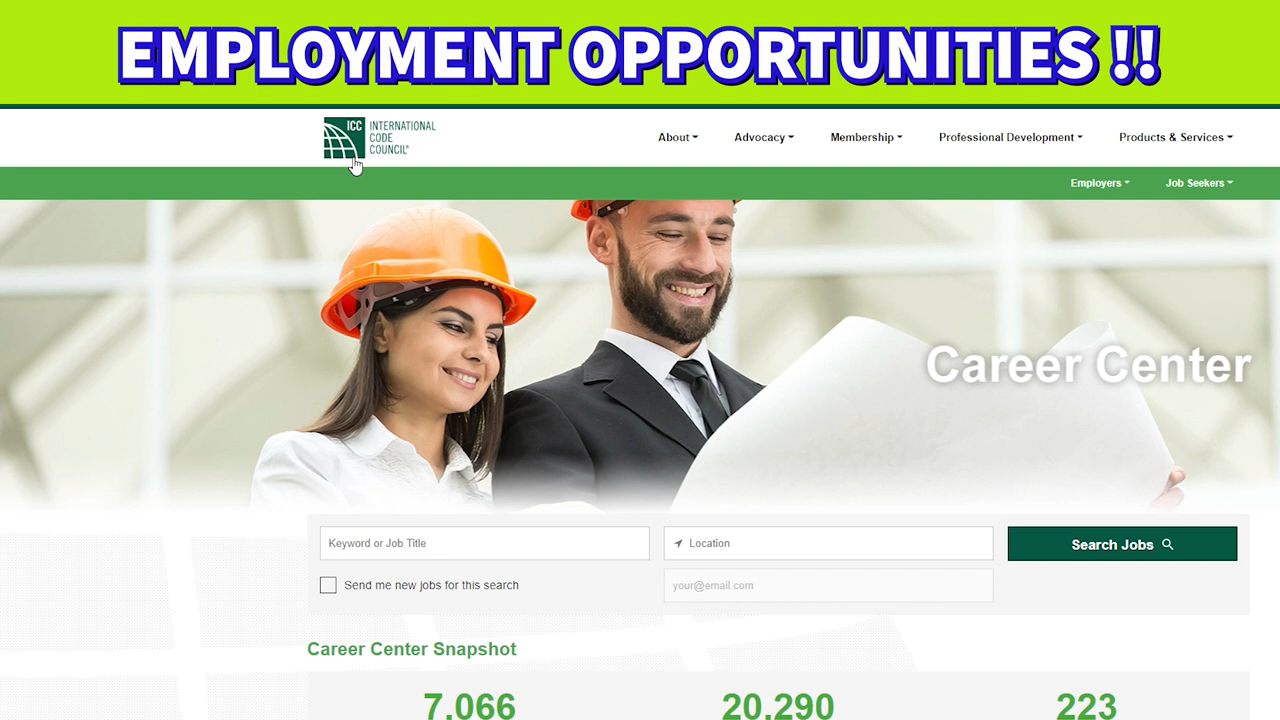 EMPLOYMENT OPPORTUNITIES !!
ICC INTERNATIONAL
CODE
COUNCIL®
About Advocacy Membership Professional Development Products & Services
Employers Job Seekers
Career Center
Keyword or Job Title Location Search Jobs
Send me new jobs for this search your@email.com
Career Center Snapshot
7,066 20,290 223